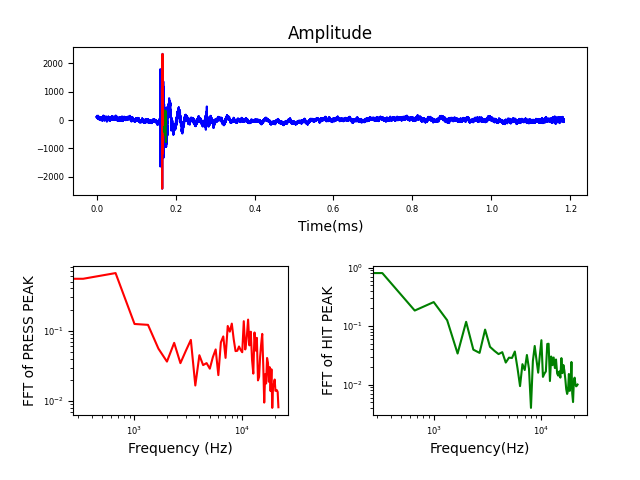 Amplitude
2000
1000
0
−1000
−2000
0.0 0.2 0.4 0.6 0.8 1.0 1.2
Time(ms)
FFT of PRESS PEAK
10⁻¹
10⁻²
10³ 10⁴
Frequency (Hz)
FFT of HIT PEAK
10⁰
10⁻¹
10⁻²
10³ 10⁴
Frequency(Hz)